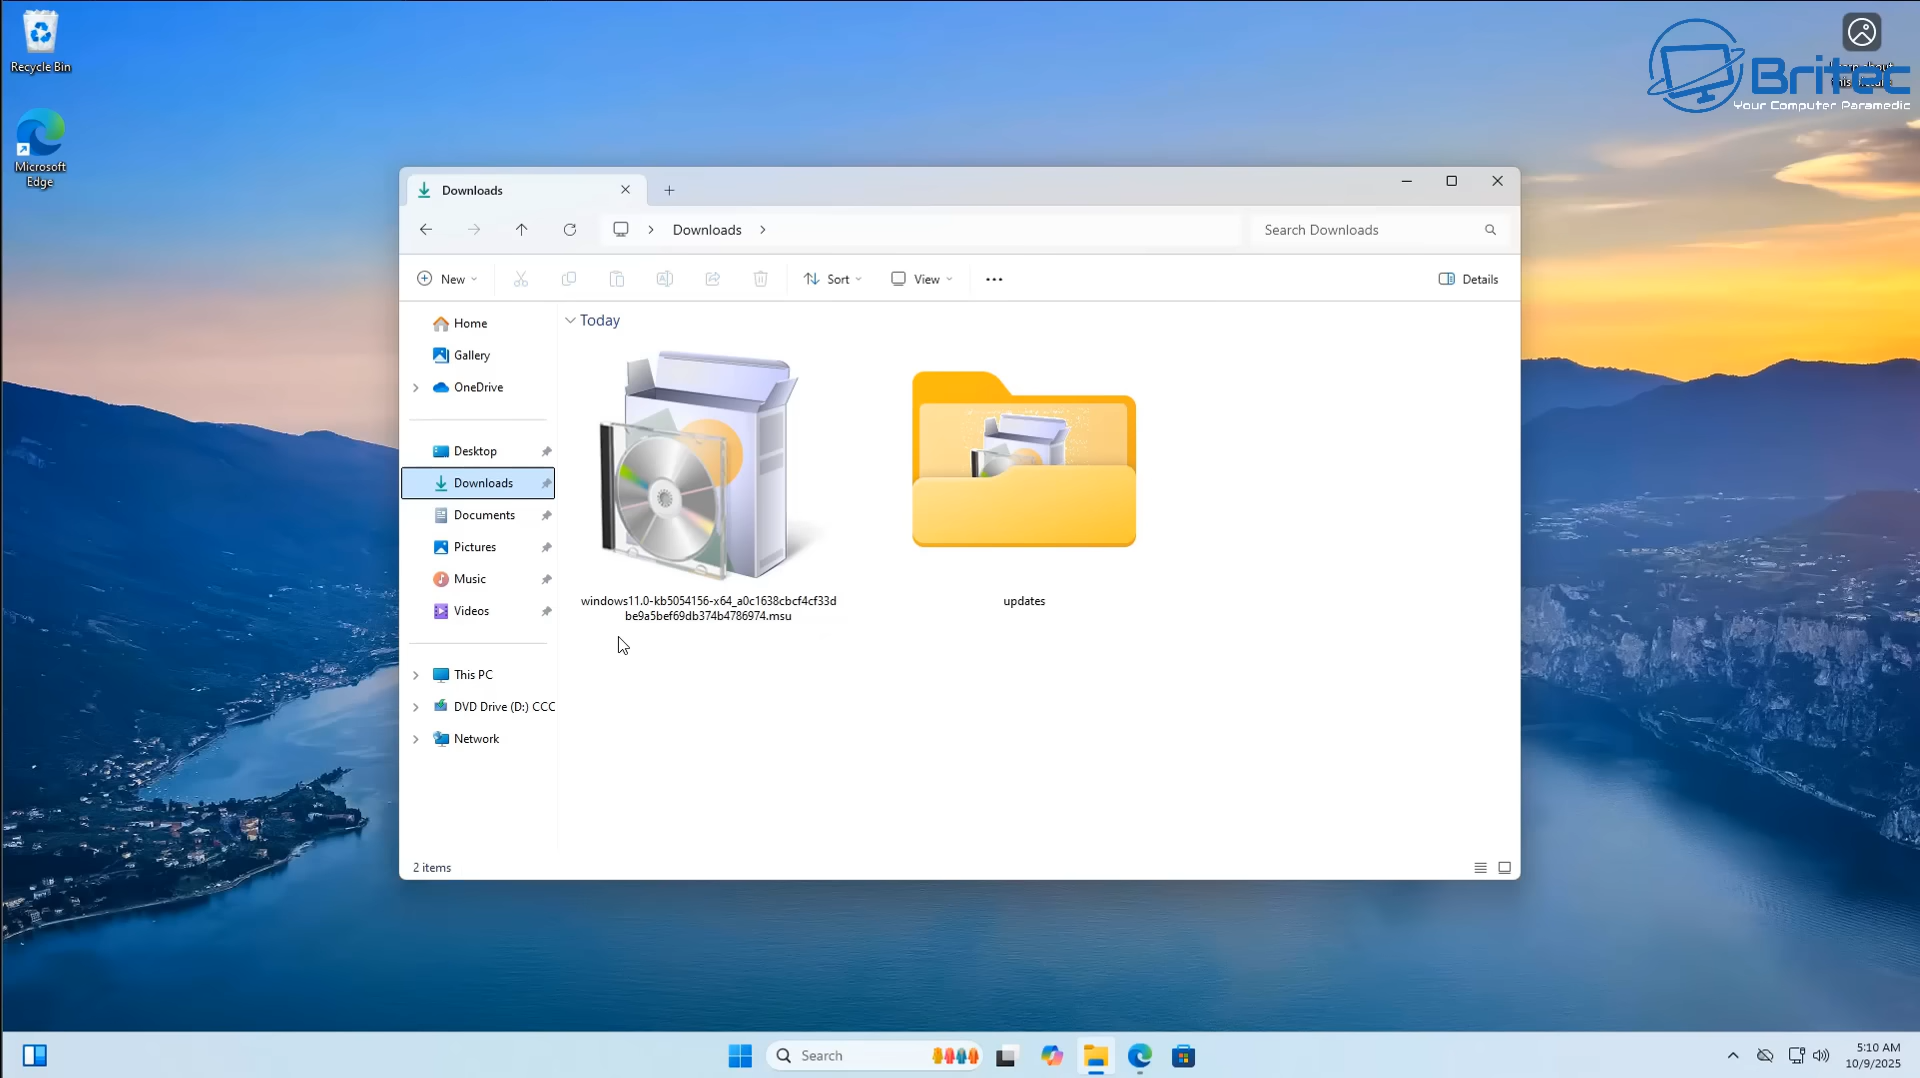 Recycle Bin
Microsoft
Edge
Britec
Your Computer Paramedic
Downloads
Downloads
Search Downloads
New
Sort
View
Details
Home
Gallery
OneDrive
Desktop
Downloads
Documents
Pictures
Music
Videos
This PC
DVD Drive (D:) CCC
Network
Today
windows11.0-kb5054156-x64_a0c1638cbcf4cf33d
be9a5bef69db374b4786974.msu
updates
2 items
Search
5:10 AM
10/9/2025